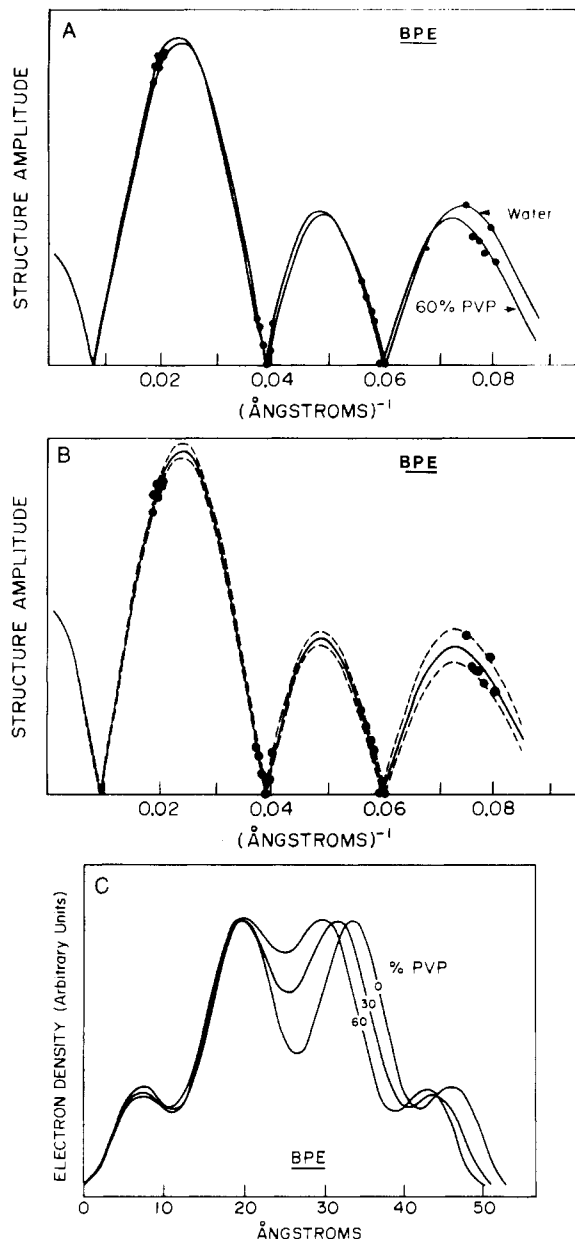 A
BPE
STRUCTURE AMPLITUDE
Water
60% PVP
0.02 0.04 0.06 0.08
(ÅNGSTROMS)⁻¹
B
BPE
STRUCTURE AMPLITUDE
0.02 0.04 0.06 0.08
(ÅNGSTROMS)⁻¹
C
ELECTRON DENSITY (Arbitrary Units)
% PVP
0
30
60
BPE
0 10 20 30 40 50
ÅNGSTROMS